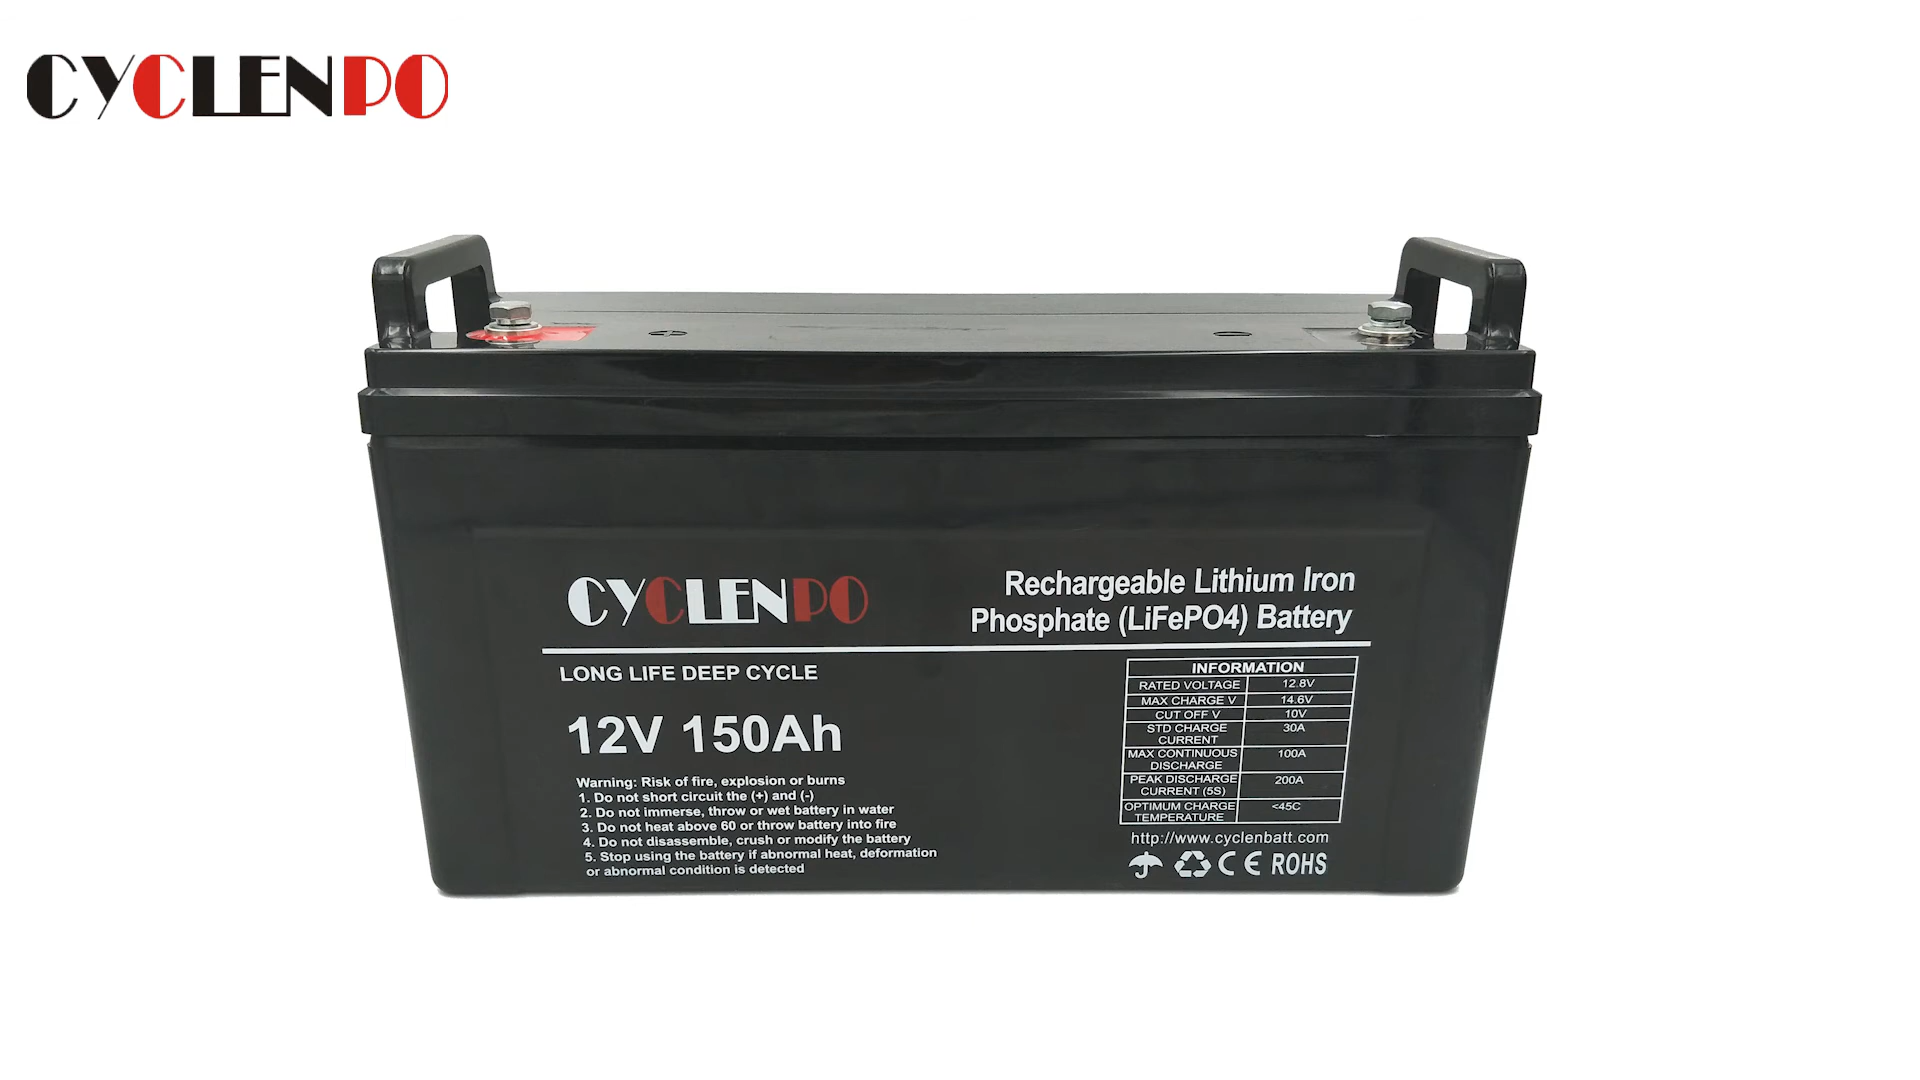 CYCLENPO
CYCLENPO
Rechargeable Lithium Iron
Phosphate (LiFePO4) Battery
LONG LIFE DEEP CYCLE
12V 150Ah
Warning: Risk of fire, explosion or burns
1. Do not short circuit the (+) and (-)
2. Do not immerse, throw or wet battery in water
3. Do not heat above 60 or throw battery into fire
4. Do not disassemble, crush or modify the battery
5. Stop using the battery if abnormal heat, deformation
or abnormal condition is detected
INFORMATION
RATED VOLTAGE 12.8V
MAX CHARGE V 14.6V
CUT OFF V 10V
STD CHARGE 30A
CURRENT
MAX CONTINUOUS 100A
DISCHARGE
PEAK DISCHARGE 200A
CURRENT (5S)
OPTIMUM CHARGE <45C
TEMPERATURE
http://www.cyclenbatt.com
CE ROHS